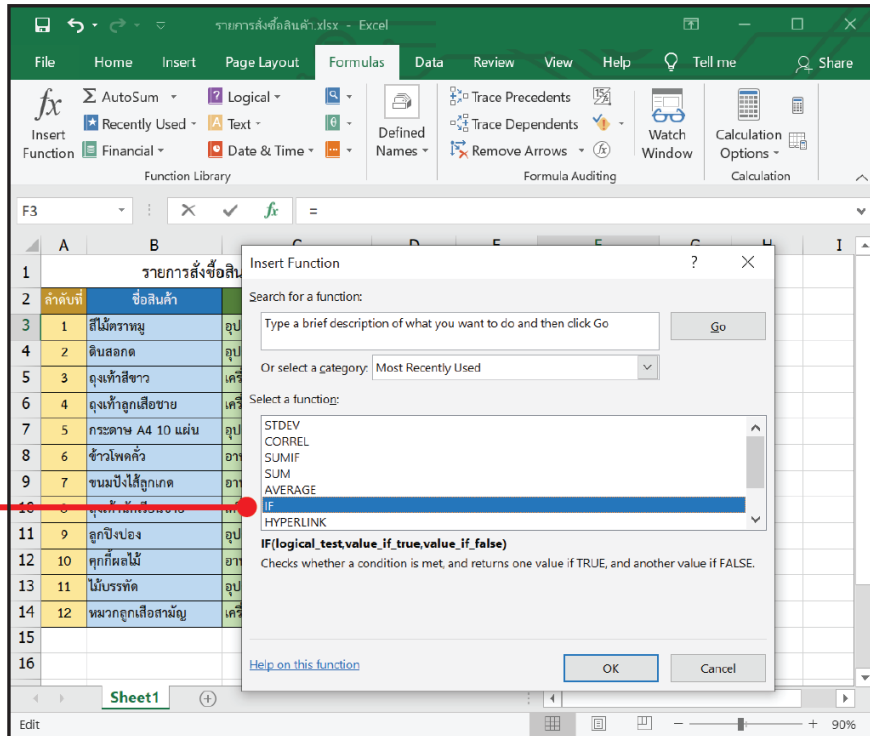 รายการสั่งซื้อสินค้า.xlsx - Excel
File Home Insert Page Layout Formulas Data Review View Help Tell me Share
fx Σ AutoSum Logical Trace Precedents
Insert Function Recently Used Text Defined Names Trace Dependents Watch Window Calculation Options
Financial Date & Time Remove Arrows
Function Library Formula Auditing Calculation
F3 fx =
A B C D E F G H I
1 รายการสั่งซื้อสิน
2 ลำดับที่ ชื่อสินค้า
3 1 สีไม้ตราหมู อุป
4 2 ดินสอกด อุป
5 3 ถุงเท้าสีขาว เครื่
6 4 ถุงเท้าลูกเสือชาย เครื่
7 5 กระดาษ A4 10 แผ่น อุป
8 6 ข้าวโพดคั่ว อาห
9 7 ขนมปังไส้ลูกเกด อาห
10 8
11 9 ลูกปิงปอง อุป
12 10 คุกกี้ผลไม้ อาห
13 11 ไม้บรรทัด อุป
14 12 หมวกลูกเสือสามัญ เครื่
15
16
Insert Function ? ×
Search for a function:
Type a brief description of what you want to do and then click Go Go
Or select a category: Most Recently Used
Select a function:
STDEV
CORREL
SUMIF
SUM
AVERAGE
IF
HYPERLINK
IF(logical_test,value_if_true,value_if_false)
Checks whether a condition is met, and returns one value if TRUE, and another value if FALSE.
Help on this function OK Cancel
Sheet1
Edit 90%